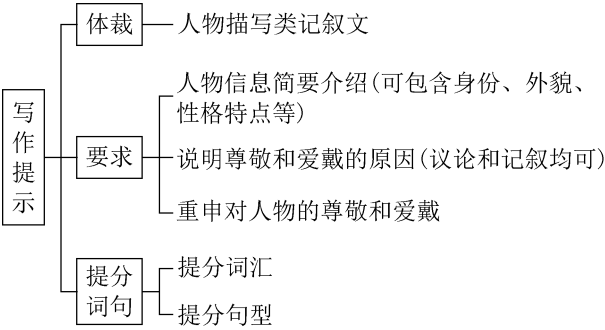 写作提示
体裁
人物描写类记叙文
要求
人物信息简要介绍(可包含身份、外貌、
性格特点等)
说明尊敬和爱戴的原因(议论和记叙均可)
重申对人物的尊敬和爱戴
提分
词句
提分词汇
提分句型